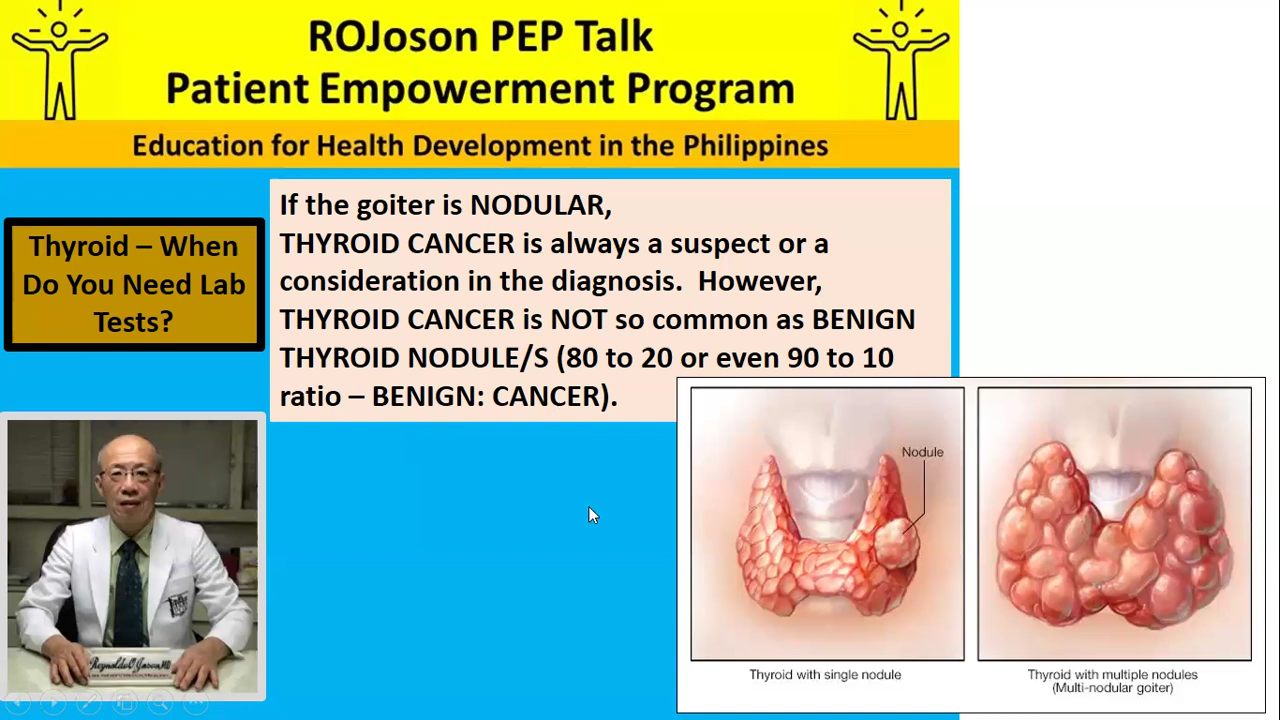 ROJoson PEP Talk
Patient Empowerment Program
Education for Health Development in the Philippines
Thyroid – When
Do You Need Lab
Tests?
If the goiter is NODULAR,
THYROID CANCER is always a suspect or a
consideration in the diagnosis.  However,
THYROID CANCER is NOT so common as BENIGN
THYROID NODULE/S (80 to 20 or even 90 to 10
ratio – BENIGN: CANCER).
Reynaldo O. Joson, MD
Nodule
Thyroid with single nodule
Thyroid with multiple nodules
(Multi-nodular goiter)